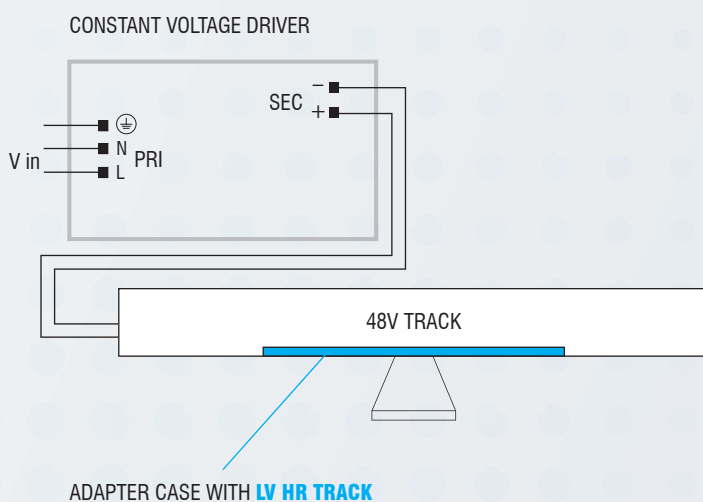 CONSTANT VOLTAGE DRIVER
−
SEC
+
N
PRI
V in
L
48V TRACK
ADAPTER CASE WITH LV HR TRACK